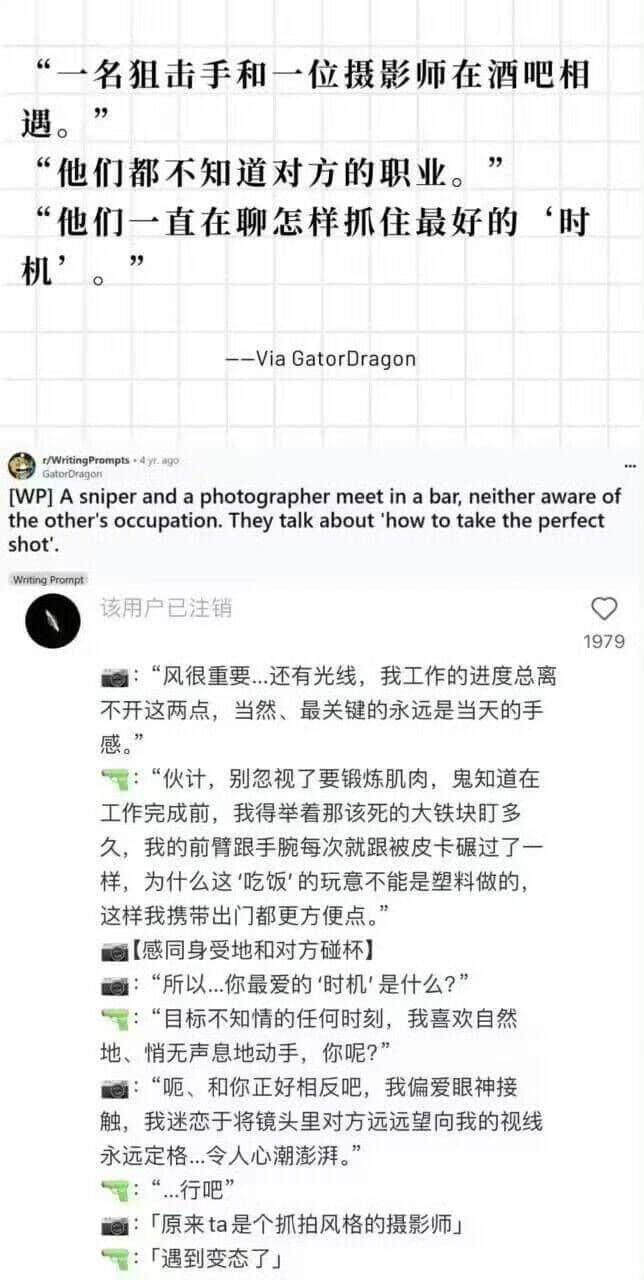 “一名狙击手和一位摄影师在酒吧相
遇。”
“他们都不知道对方的职业。”
“他们一直在聊怎样抓住最好的‘时
机’。”
——Via GatorDragon
r/WritingPrompts • 4 yr. ago
GatorDragon
[WP] A sniper and a photographer meet in a bar, neither aware of
the other's occupation. They talk about 'how to take the perfect
shot'.
Writing Prompt
该用户已注销
1979
📷：“风很重要...还有光线，我工作的进度总离
不开这两点，当然、最关键的永远是当天的手
感。”
🔫：“伙计，别忽视了要锻炼肌肉，鬼知道在
工作完成前，我得举着那该死的大铁块盯多
久，我的前臂跟手腕每次就跟被皮卡碾过了一
样，为什么这‘吃饭’的玩意不能是塑料做的，
这样我携带出门都更方便点。”
📷【感同身受地和对方碰杯】
📷：“所以...你最爱的‘时机’是什么？”
🔫：“目标不知情的任何时刻，我喜欢自然
地、悄无声息地动手，你呢？”
📷：“呃、和你正好相反吧，我偏爱眼神接
触，我迷恋于将镜头里对方远远望向我的视线
永远定格...令人心潮澎湃。”
🔫：“...行吧”
📷：「原来ta是个抓拍风格的摄影师」
🔫：「遇到变态了」